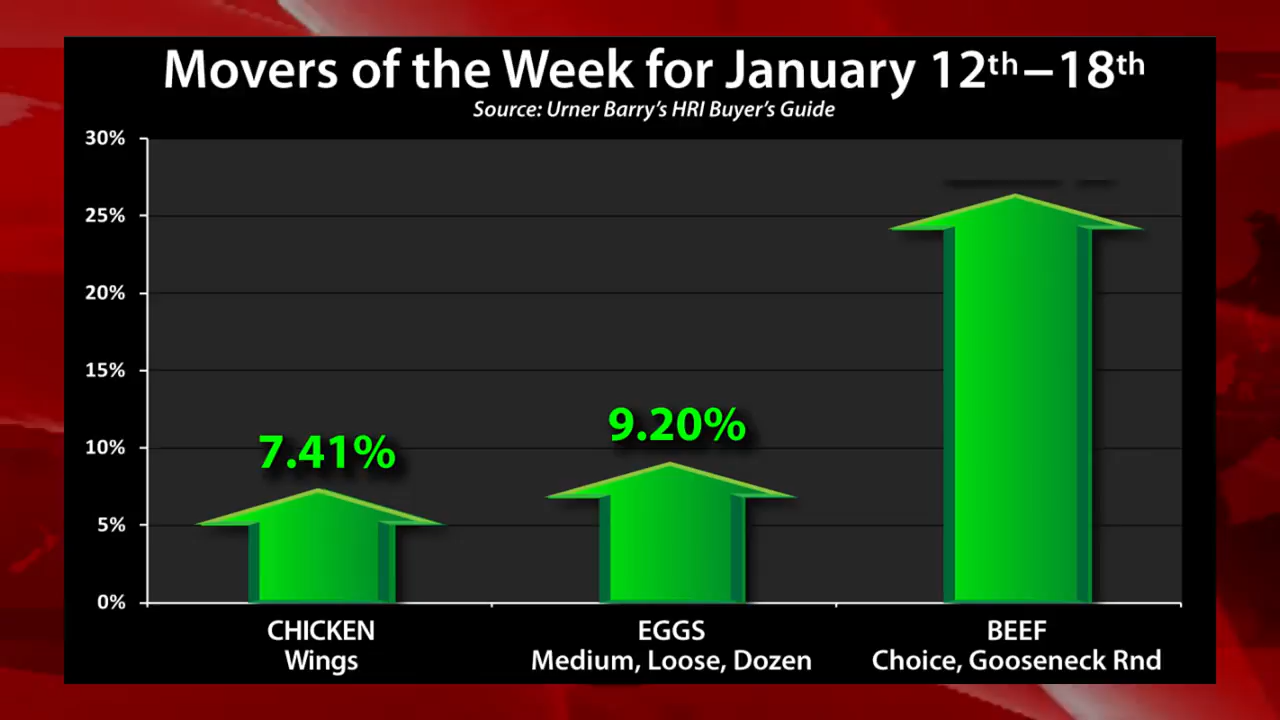 Movers of the Week for January 12th–18th
Source: Urner Barry's HRI Buyer's Guide
30%
25%
20%
15%
10%
5%
0%
7.41%
9.20%
CHICKEN
Wings
EGGS
Medium, Loose, Dozen
BEEF
Choice, Gooseneck Rnd